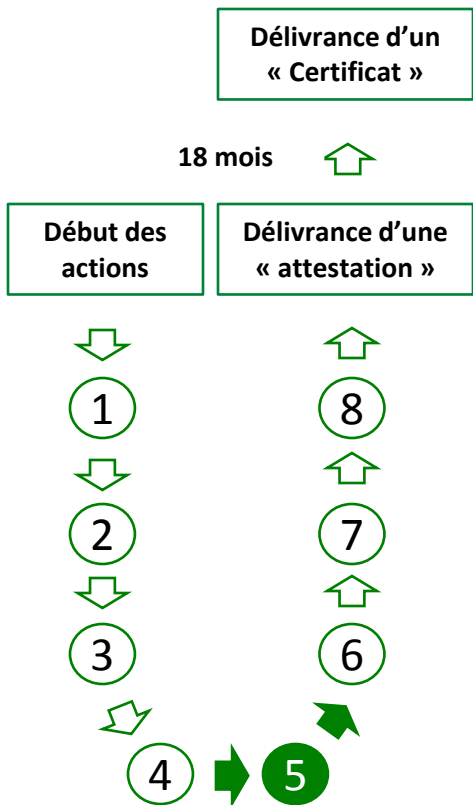 Délivrance d’un
« Certificat »
18 mois
Début des
actions
Délivrance d’une
« attestation »
1
8
2
7
3
6
4
5